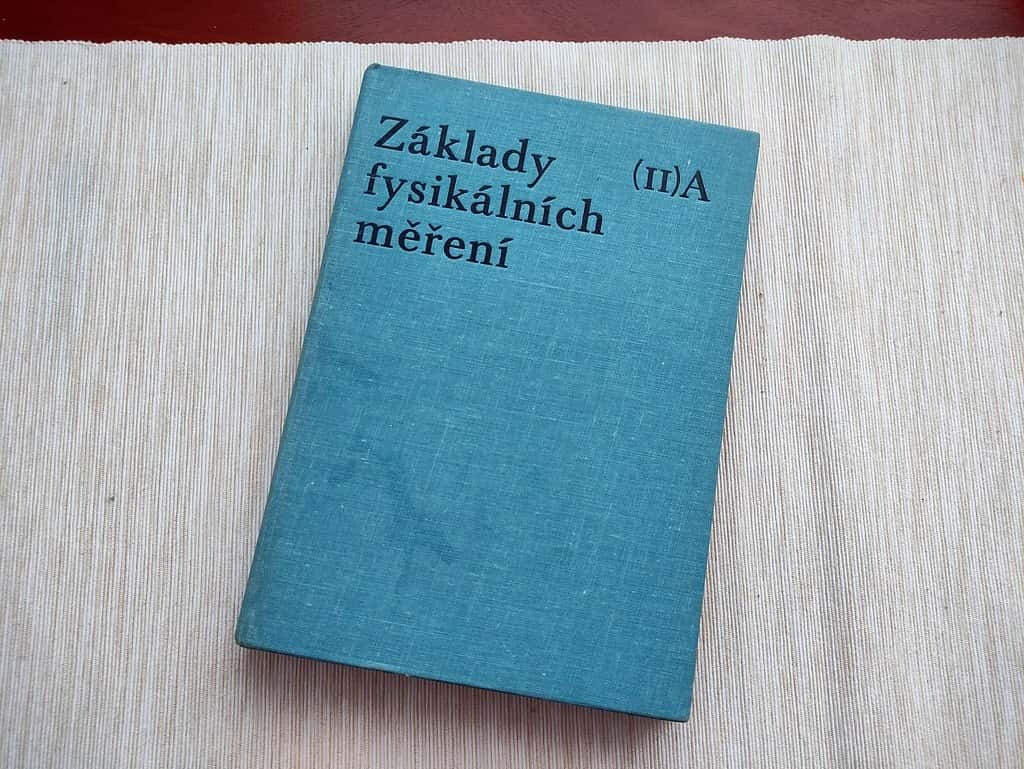 Základy
fysikálních
měření
(II)A